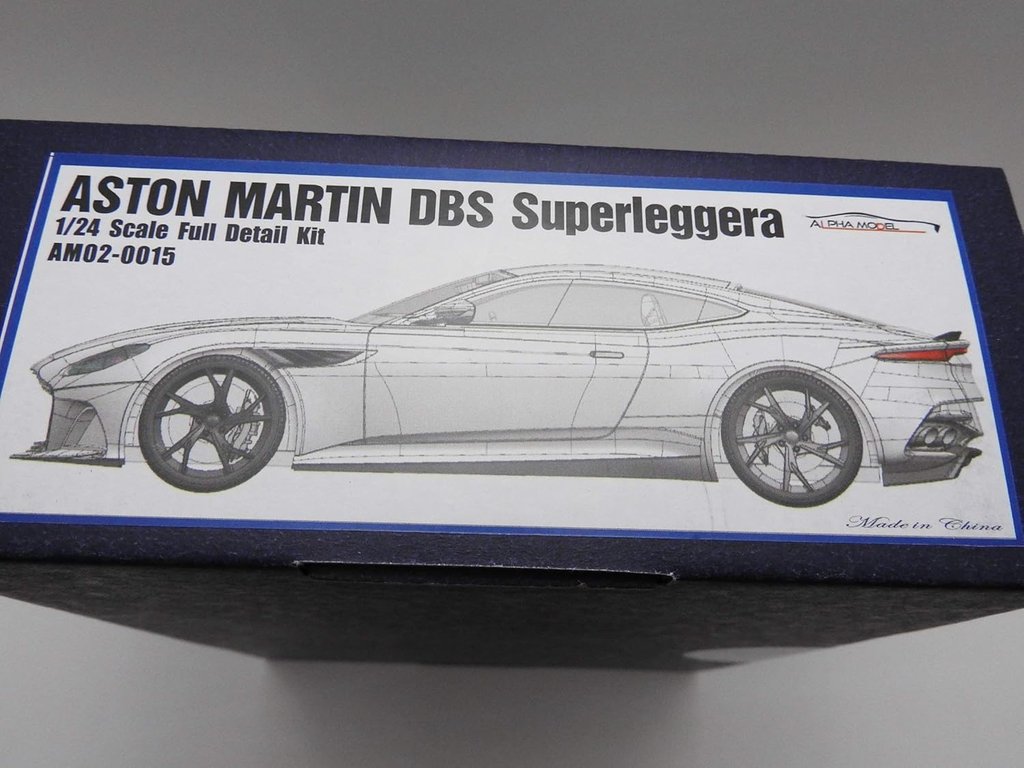 ASTON MARTIN DBS Superleggera
1/24 Scale Full Detail Kit
AM02-0015
ALPHA MODEL
Made in China